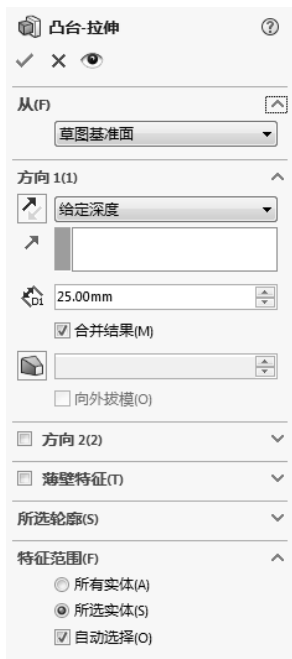 凸台-拉伸
从(F)
草图基准面
方向1(1)
给定深度
D1
25.00mm
合并结果(M)
向外拔模(O)
方向2(2)
薄壁特征(T)
所选轮廓(S)
特征范围(F)
所有实体(A)
所选实体(S)
自动选择(O)